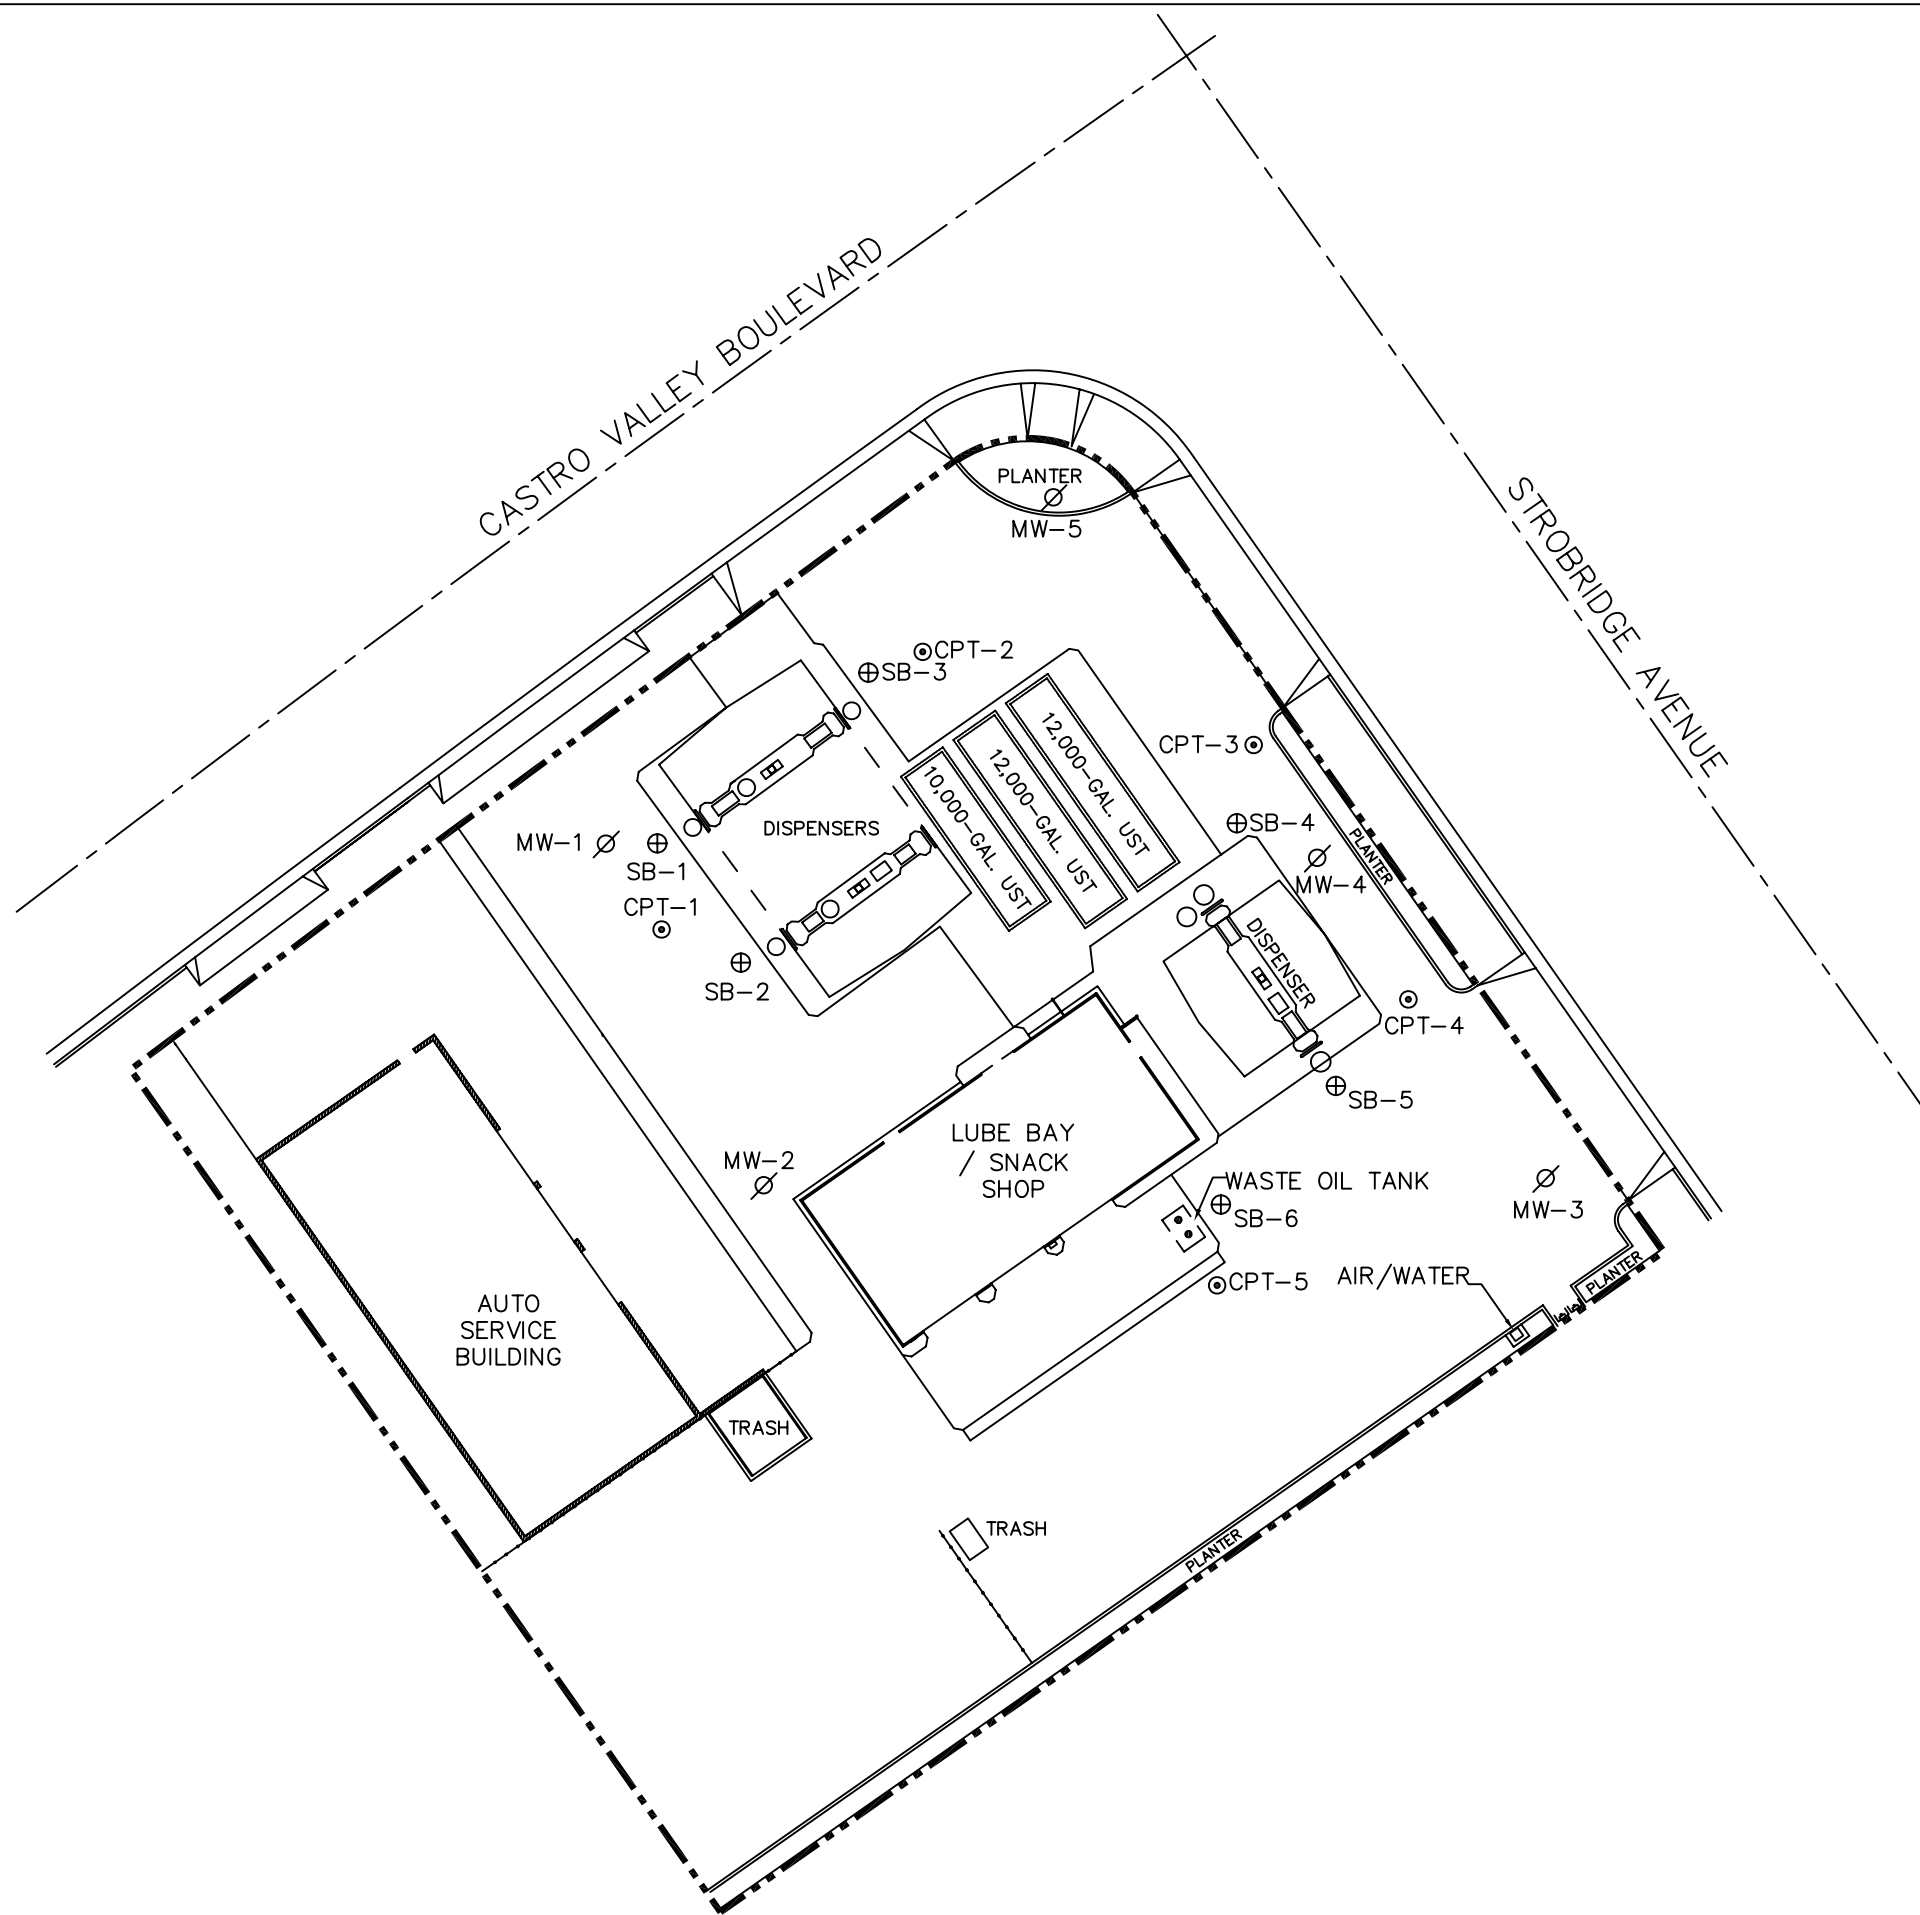 CASTRO VALLEY BOULEVARD
STROBRIDGE AVENUE
PLANTER
MW-5
CPT-2
SB-3
12,000-GAL. UST
12,000-GAL. UST
10,000-GAL. UST
CPT-3
DISPENSERS
MW-1
SB-1
CPT-1
SB-2
SB-4
MW-4
PLANTER
DISPENSER
CPT-4
SB-5
LUBE BAY
/ SNACK
SHOP
MW-2
WASTE OIL TANK
SB-6
MW-3
CPT-5
AIR/WATER
PLANTER
AUTO
SERVICE
BUILDING
TRASH
TRASH
PLANTER